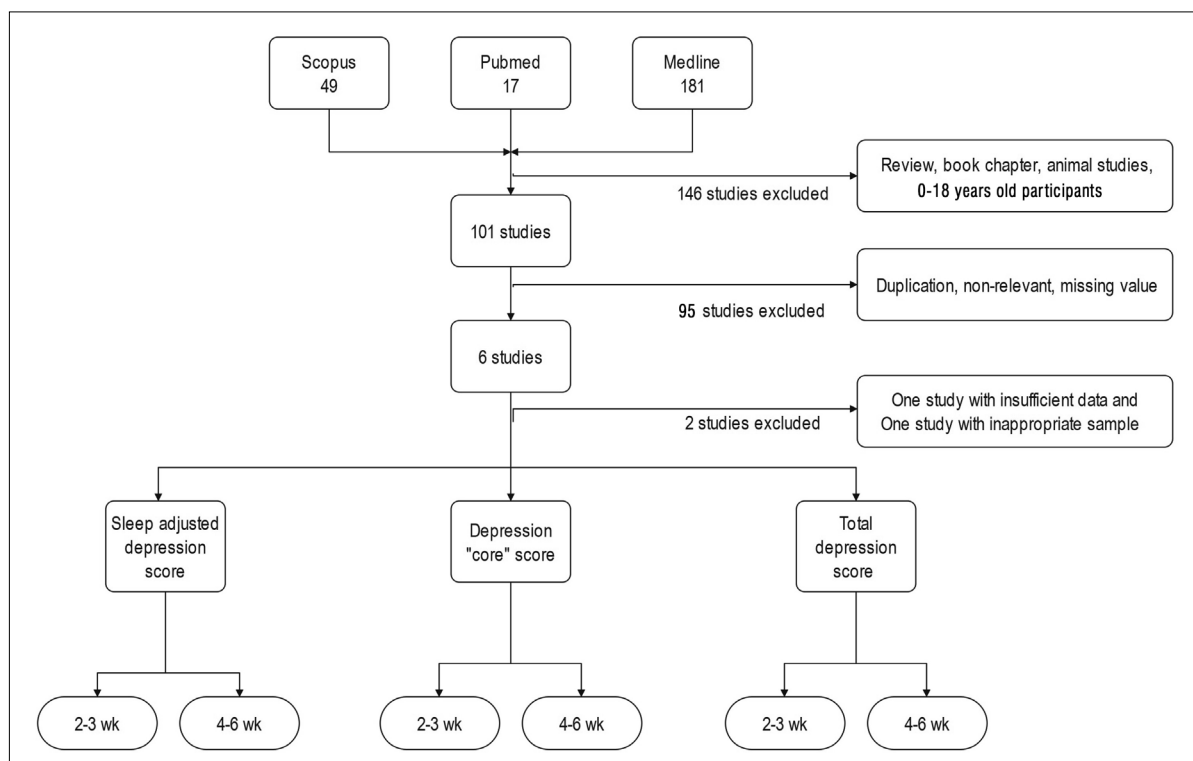 Scopus
49
Pubmed
17
Medline
181
Review, book chapter, animal studies,
0-18 years old participants
146 studies excluded
101 studies
Duplication, non-relevant, missing value
95 studies excluded
6 studies
One study with insufficient data and
One study with inappropriate sample
2 studies excluded
Sleep adjusted
depression
score
Depression
"core" score
Total
depression
score
2-3 wk
4-6 wk
2-3 wk
4-6 wk
2-3 wk
4-6 wk